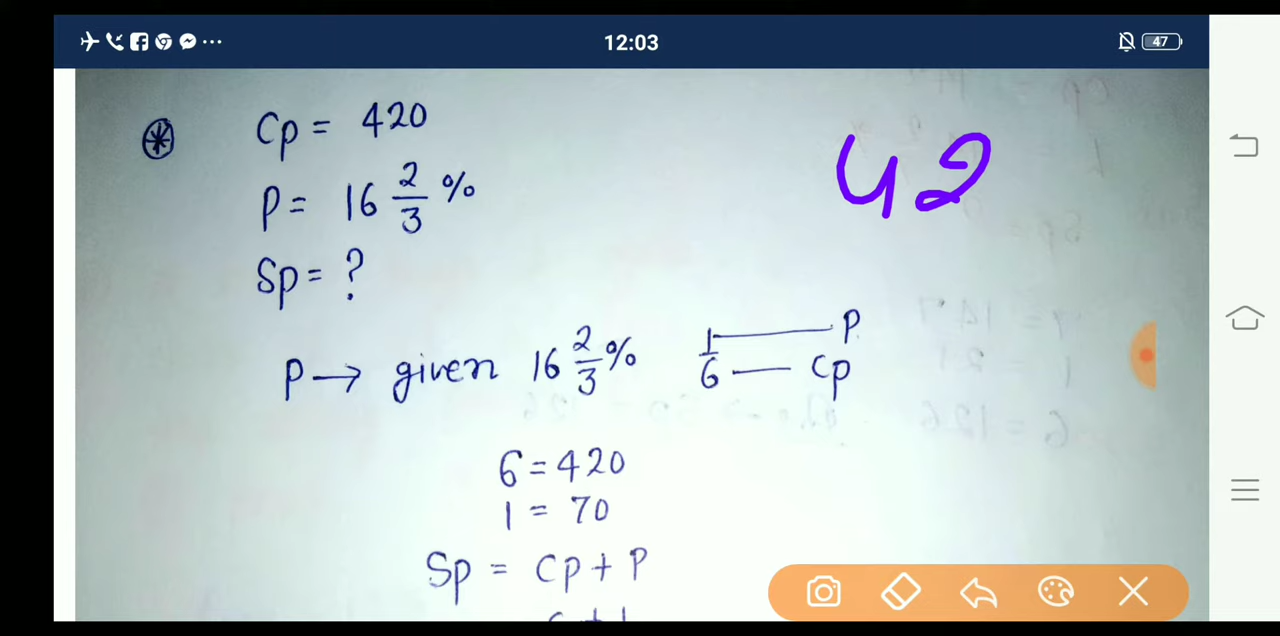 12:03
47
Cp = 420
42
P = 16 2/3 %
Sp = ?
P → given 16 2/3 % 1/6 — P
— Cp
6 = 420
1 = 70
Sp = Cp + P